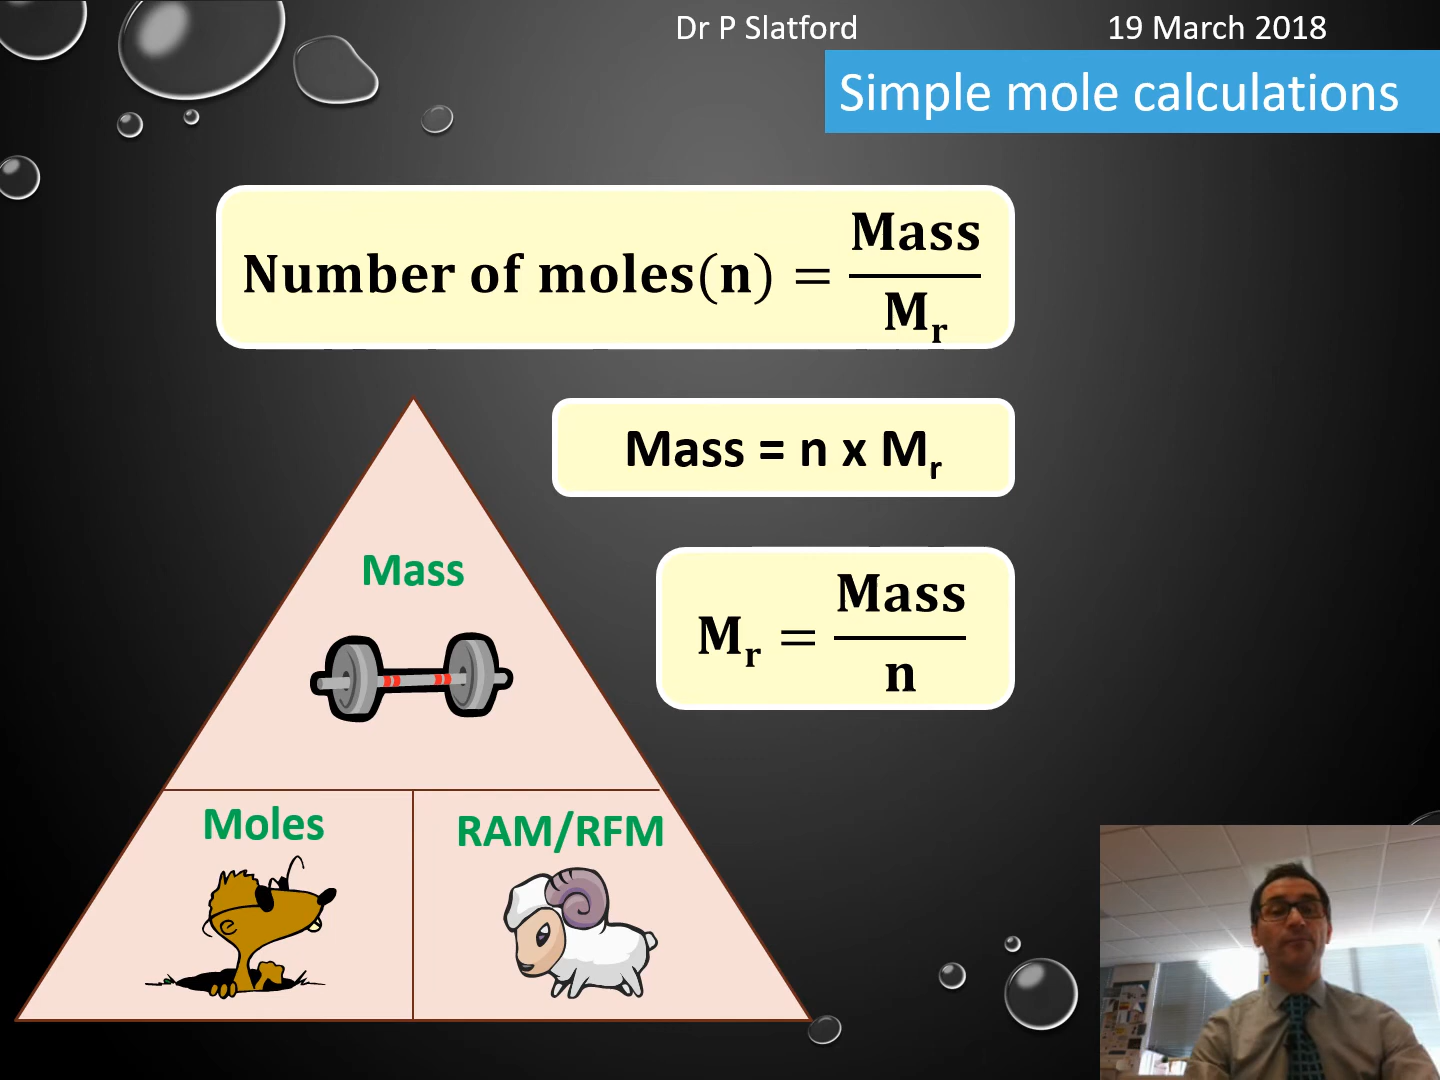 Dr P Slatford 19 March 2018
Simple mole calculations
Number of moles(n) = Mass / Mᵣ
Mass = n x Mᵣ
Mᵣ = Mass / n
Mass
Moles RAM/RFM